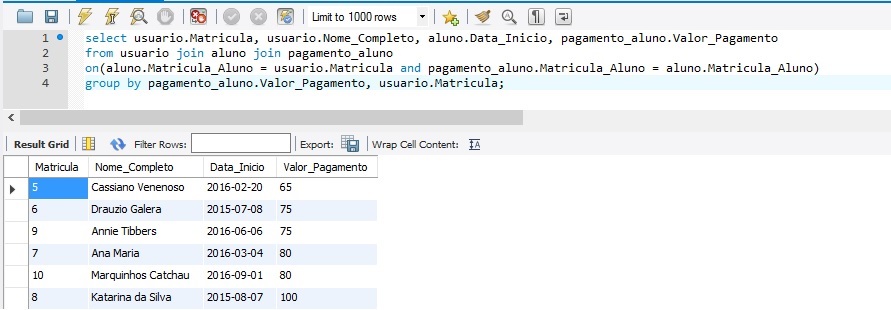 Limit to 1000 rows
1 select usuario.Matricula, usuario.Nome_Completo, aluno.Data_Inicio, pagamento_aluno.Valor_Pagamento
2 from usuario join aluno join pagamento_aluno
3 on(aluno.Matricula_Aluno = usuario.Matricula and pagamento_aluno.Matricula_Aluno = aluno.Matricula_Aluno)
4 group by pagamento_aluno.Valor_Pagamento, usuario.Matricula;
Result Grid Filter Rows: Export: Wrap Cell Content:
Matricula Nome_Completo Data_Inicio Valor_Pagamento
5 Cassiano Venenoso 2016-02-20 65
6 Drauzio Galera 2015-07-08 75
9 Annie Tibbers 2016-06-06 75
7 Ana Maria 2016-03-04 80
10 Marquinhos Catchau 2016-09-01 80
8 Katarina da Silva 2015-08-07 100